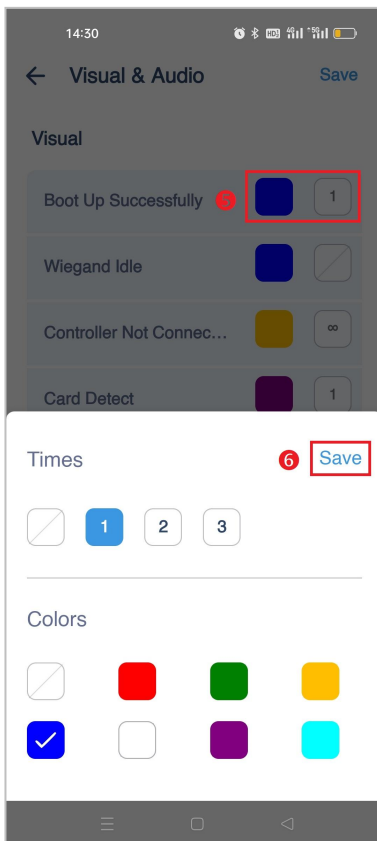 14:30
Visual & Audio Save
Visual
Boot Up Successfully 5 1
Wiegand Idle
Controller Not Connec... ∞
Card Detect 1
Times 6 Save
1 2 3
Colors